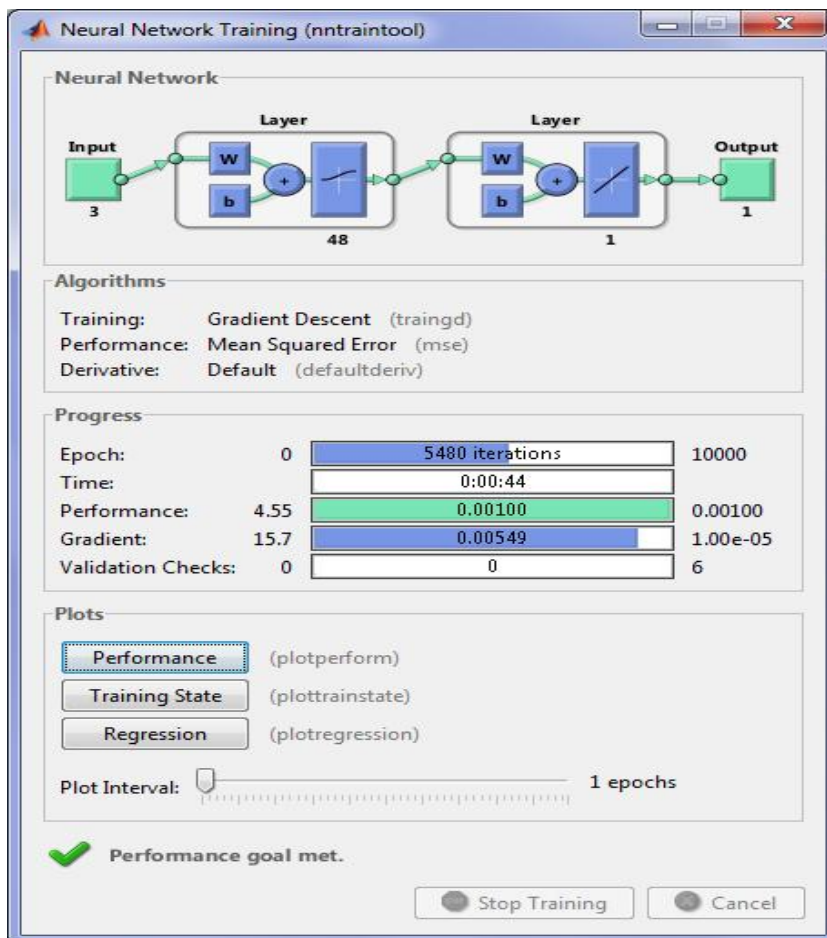 Neural Network Training (nntraintool)
Neural Network
Layer Layer
Input Output
W W
+ +
b b
3 1
48 1
Algorithms
Training: Gradient Descent (traingd)
Performance: Mean Squared Error (mse)
Derivative: Default (defaultderiv)
Progress
Epoch: 0 5480 iterations 10000
Time: 0:00:44
Performance: 4.55 0.00100 0.00100
Gradient: 15.7 0.00549 1.00e-05
Validation Checks: 0 0 6
Plots
Performance (plotperform)
Training State (plottrainstate)
Regression (plotregression)
Plot Interval: 1 epochs
Performance goal met.
Stop Training Cancel